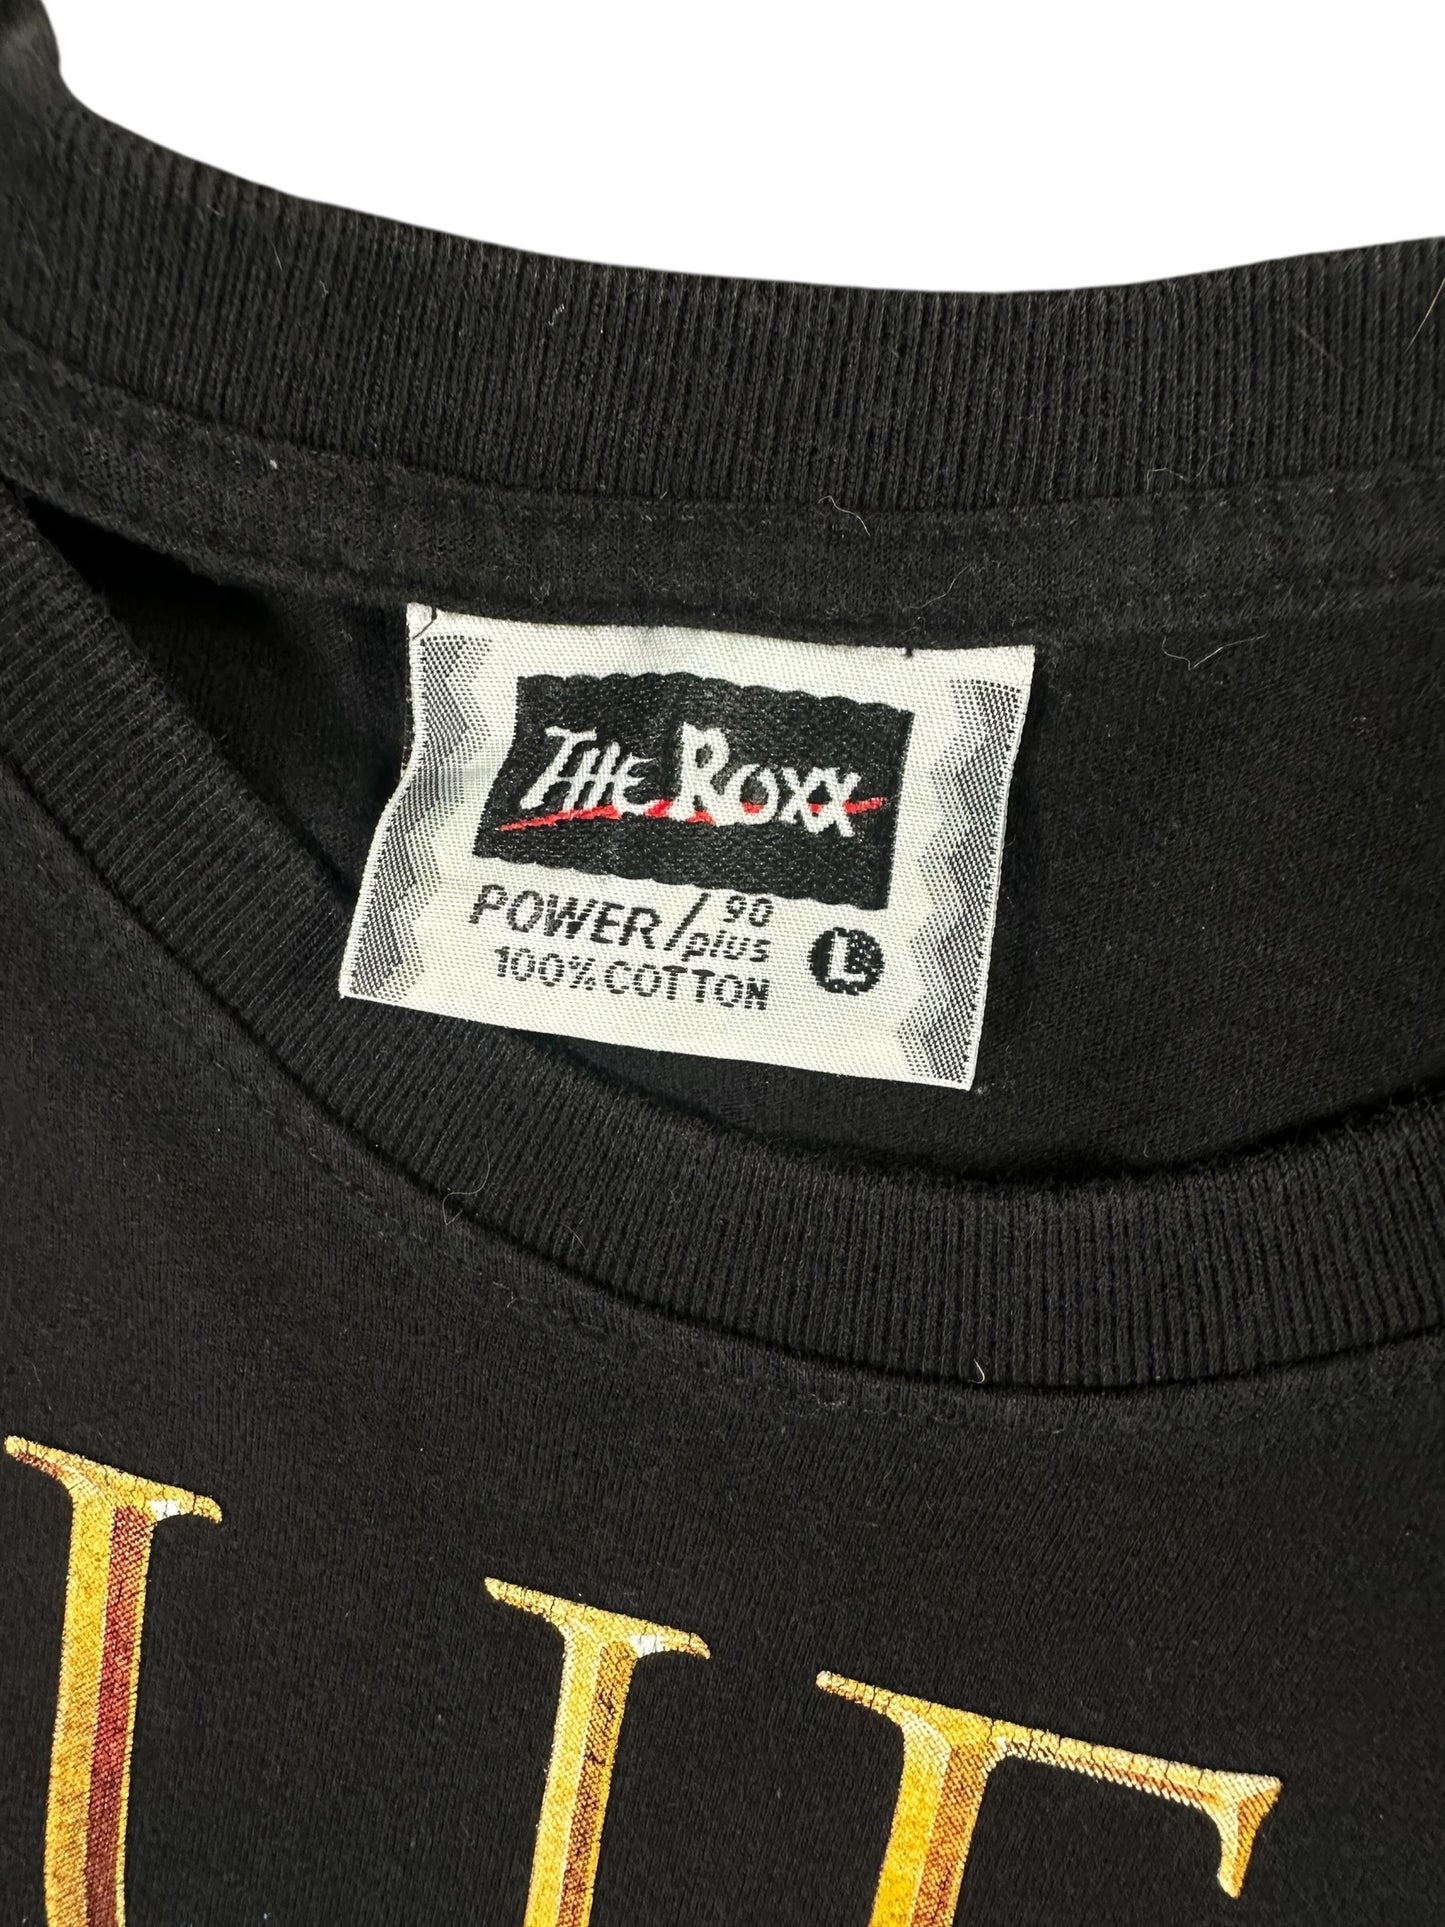 THE ROXX
POWER/90 plus
100% COTTON L